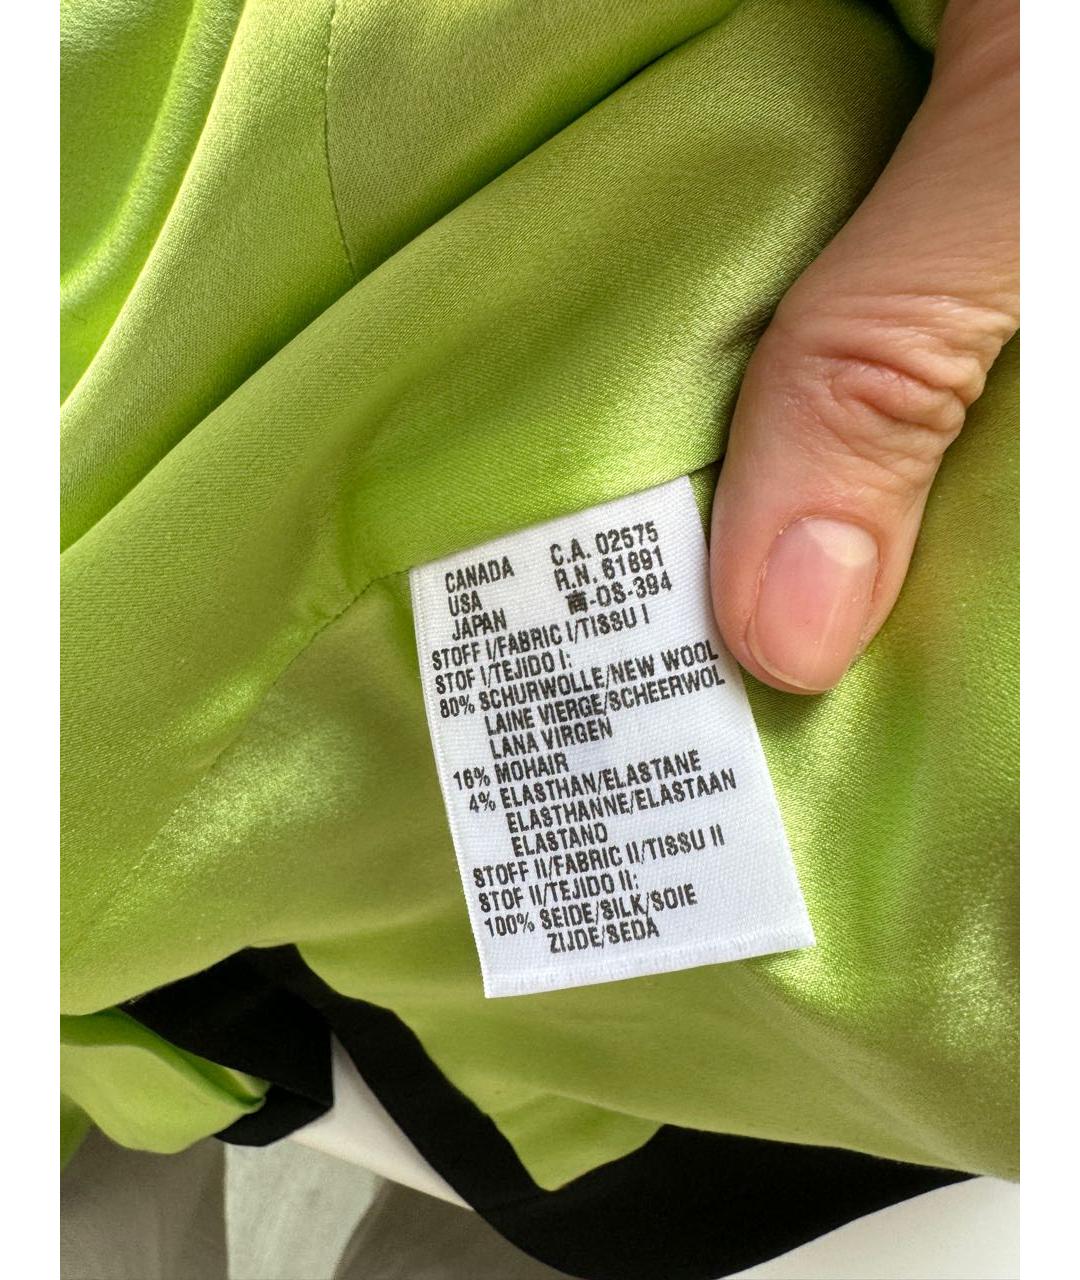 CANADA C.A. 02575
USA R.N. 61691
JAPAN 商-OS-394
STOFF I/FABRIC I/TISSU I
STOF I/TEJIDO I:
80% SCHURWOLLE/NEW WOOL
LAINE VIERGE/SCHEERWOL
LANA VIRGEN
16% MOHAIR
4% ELASTHAN/ELASTANE
ELASTHANNE/ELASTAAN
ELASTANO
STOFF II/FABRIC II/TISSU II
STOF II/TEJIDO II:
100% SEIDE/SILK/SOIE
ZIJDE/SEDA